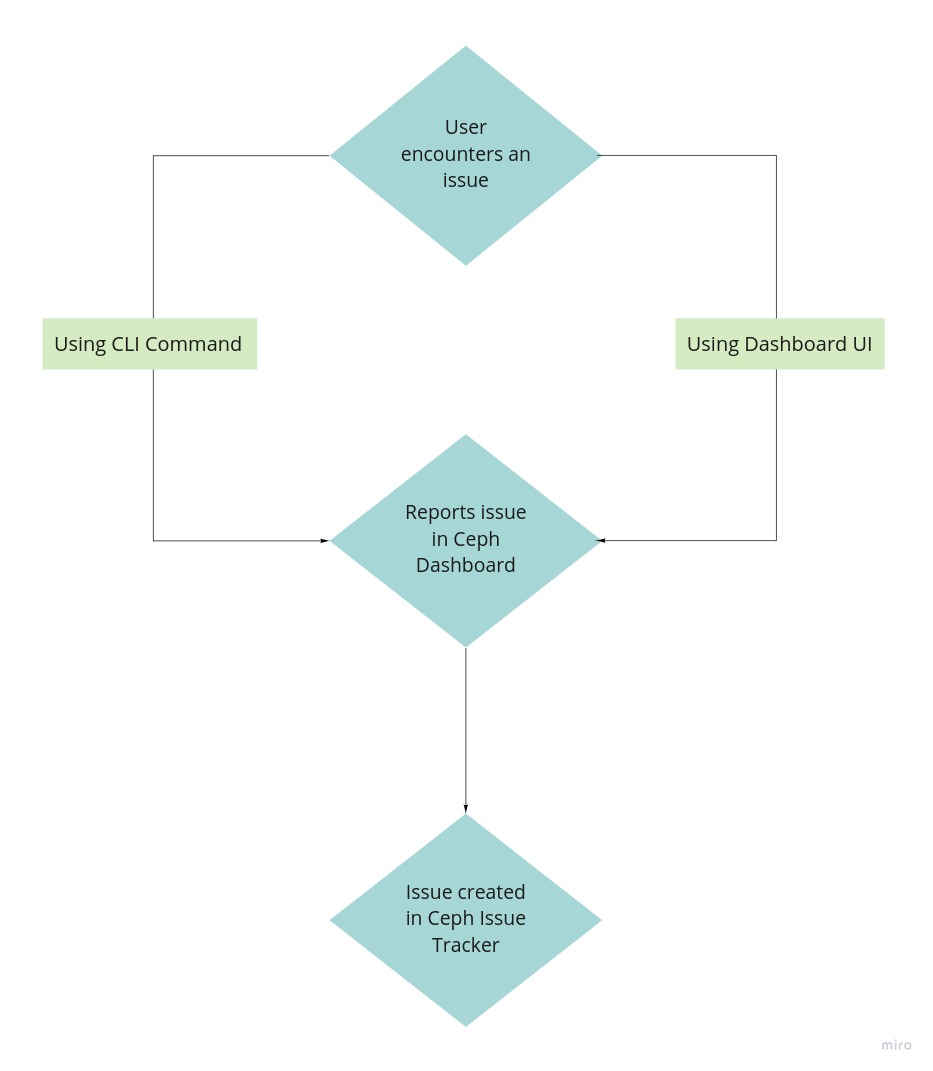 User
encounters an
issue
Using CLI Command
Using Dashboard UI
Reports issue
in Ceph
Dashboard
Issue created
in Ceph Issue
Tracker
miro